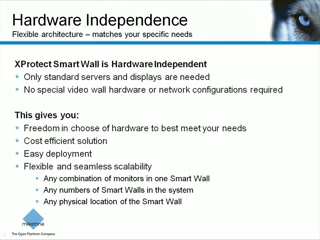 Hardware Independence
Flexible architecture – matches your specific needs
XProtect Smart Wall is Hardware Independent
Only standard servers and displays are needed
No special video wall hardware or network configurations required
This gives you:
Freedom in choose of hardware to best meet your needs
Cost efficient solution
Easy deployment
Flexible and seamless scalability
Any combination of monitors in one Smart Wall
Any numbers of Smart Walls in the system
Any physical location of the Smart Wall
milestone
The Open Platform Company